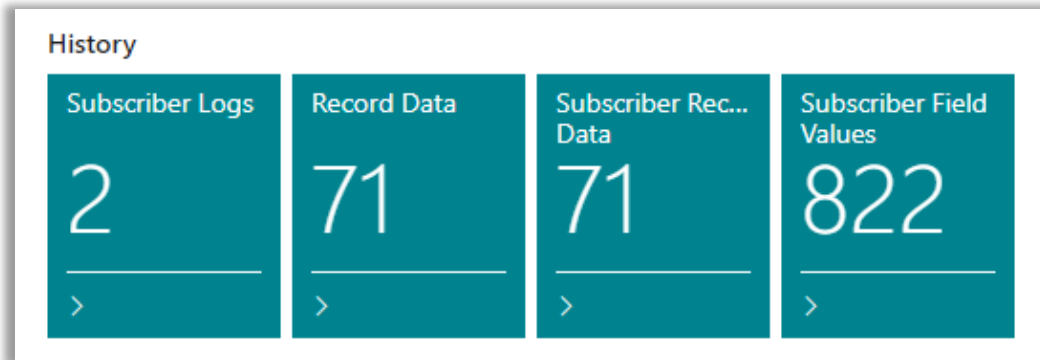 History
Subscriber Logs
2
Record Data
71
Subscriber Rec...
Data
71
Subscriber Field
Values
822